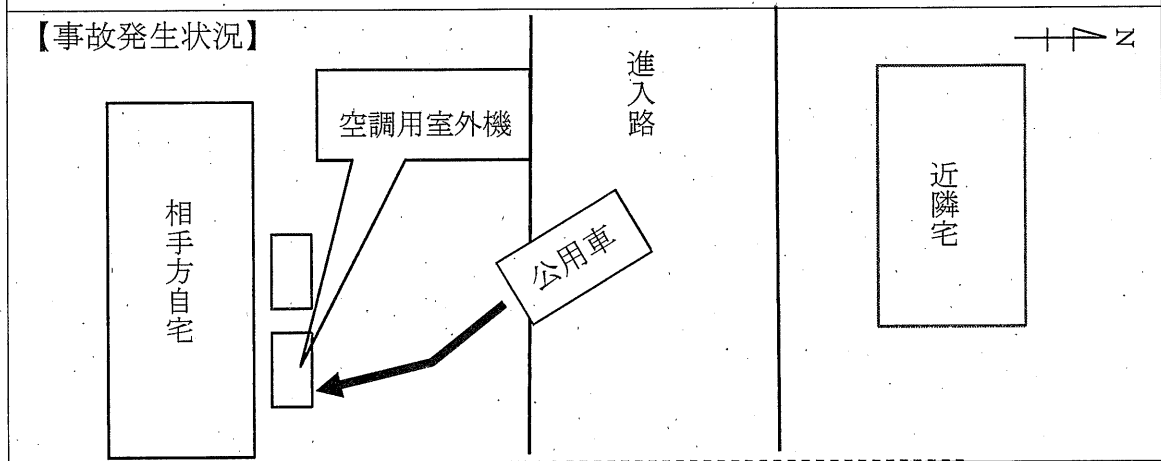 【事故発生状況】
空調用室外機
進入路
N
相手方自宅
公用車
近隣宅